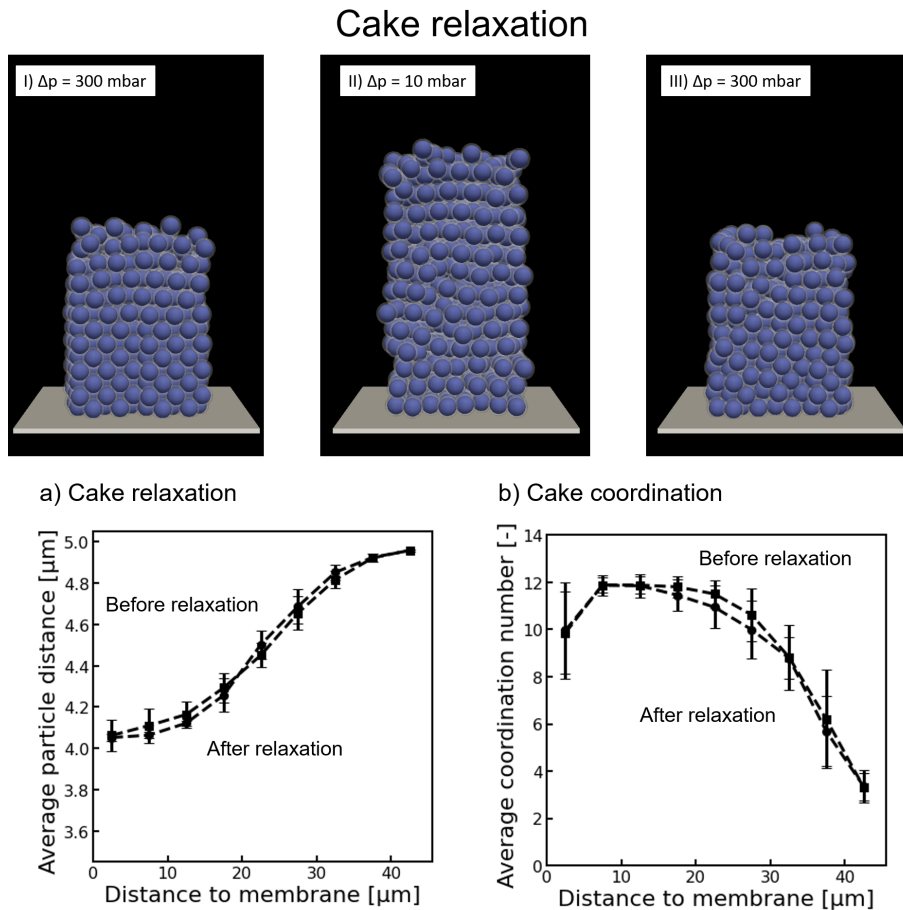 Cake relaxation
I) Δp = 300 mbar
II) Δp = 10 mbar
III) Δp = 300 mbar
a) Cake relaxation
Average particle distance [µm]
5.0
4.8
4.6
4.4
4.2
4.0
3.8
3.6
Before relaxation
After relaxation
0 10 20 30 40
Distance to membrane [µm]
b) Cake coordination
Average coordination number [-]
14
12
10
8
6
4
2
0
Before relaxation
After relaxation
0 10 20 30 40
Distance to membrane [µm]